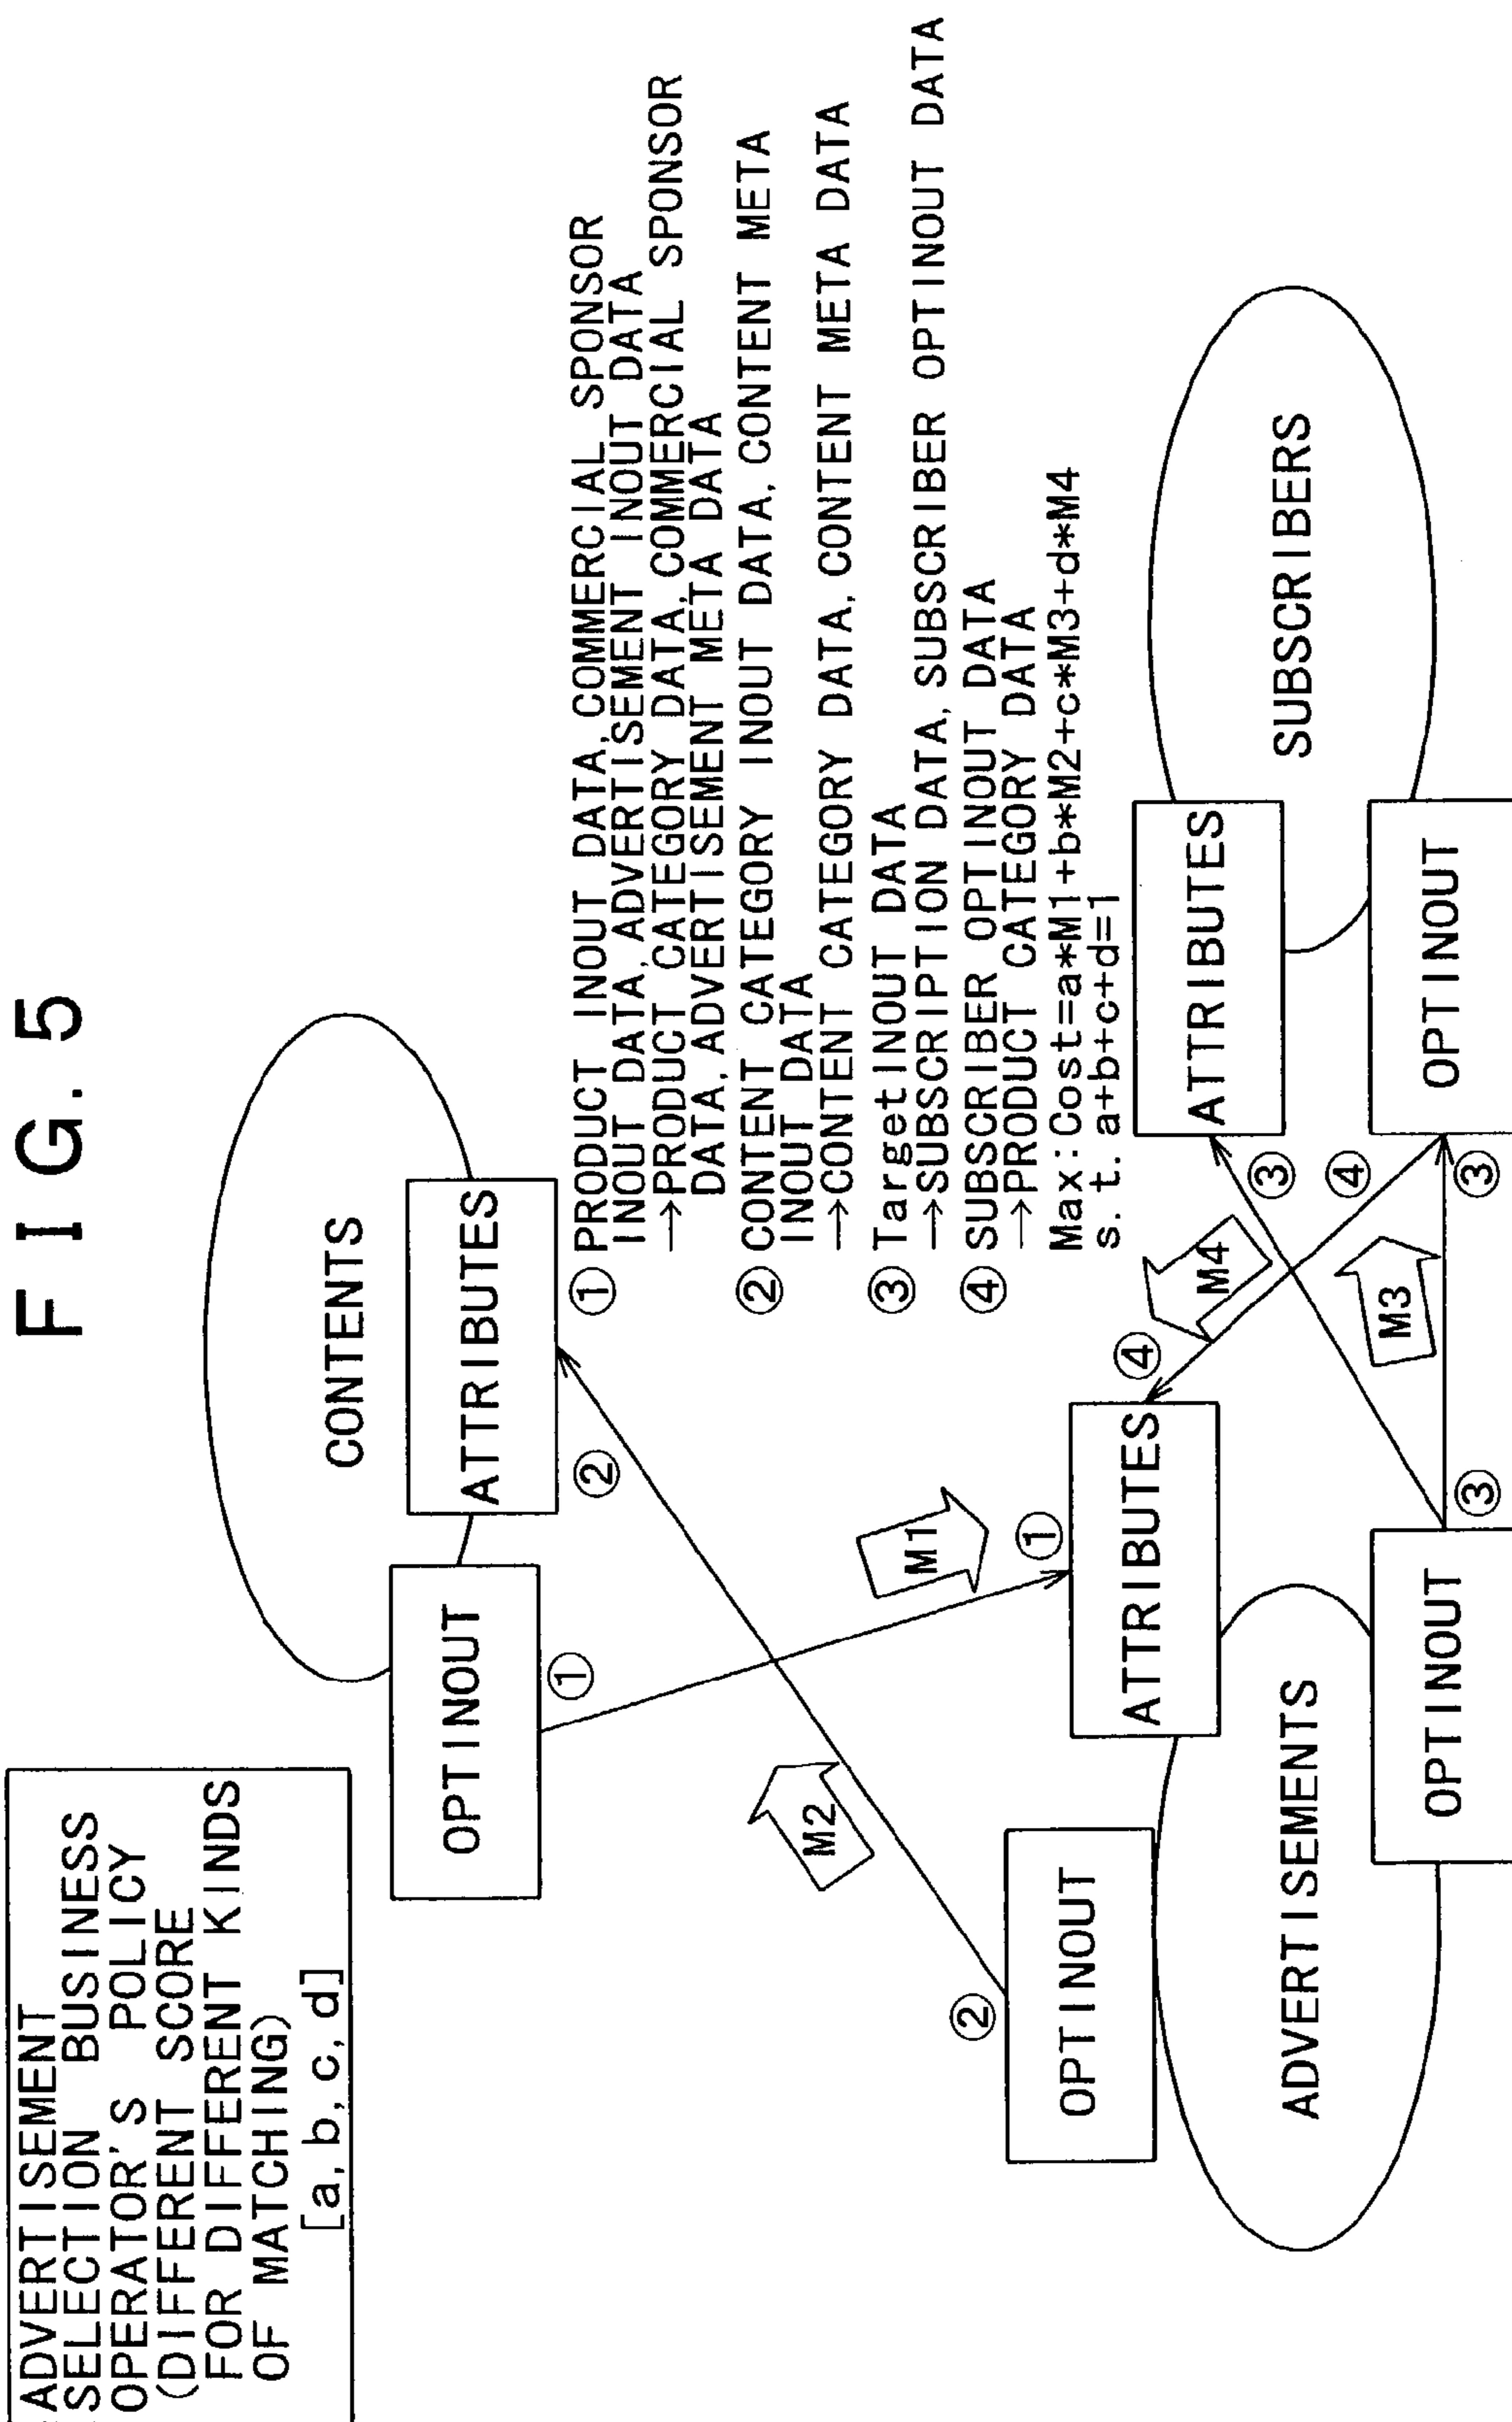 FIG. 5
ADVERTISEMENT
SELECTION BUSINESS
OPERATOR'S POLICY
(DIFFERENT SCORE
FOR DIFFERENT KINDS
OF MATCHING)
[a, b, c, d]
CONTENTS
OPTINOUT
ATTRIBUTES
①
②
① PRODUCT INOUT DATA, COMMERCIAL SPONSOR
INOUT DATA, ADVERTISEMENT INOUT DATA
→PRODUCT CATEGORY DATA, COMMERCIAL SPONSOR
DATA, ADVERTISEMENT META DATA
② CONTENT CATEGORY INOUT DATA, CONTENT META
INOUT DATA
→CONTENT CATEGORY DATA, CONTENT META DATA
③ TargetINOUT DATA
→SUBSCRIPTION DATA, SUBSCRIBER OPTINOUT DATA
④ SUBSCRIBER OPTINOUT DATA
→PRODUCT CATEGORY DATA
Max:Cost=a*M1+b*M2+c*M3+d*M4
s. t. a+b+c+d=1
M2
M1
②
①
OPTINOUT
ATTRIBUTES
④
M4
③
④
ATTRIBUTES
ADVERTISEMENTS
SUBSCRIBERS
M3
OPTINOUT
③
③
OPTINOUT